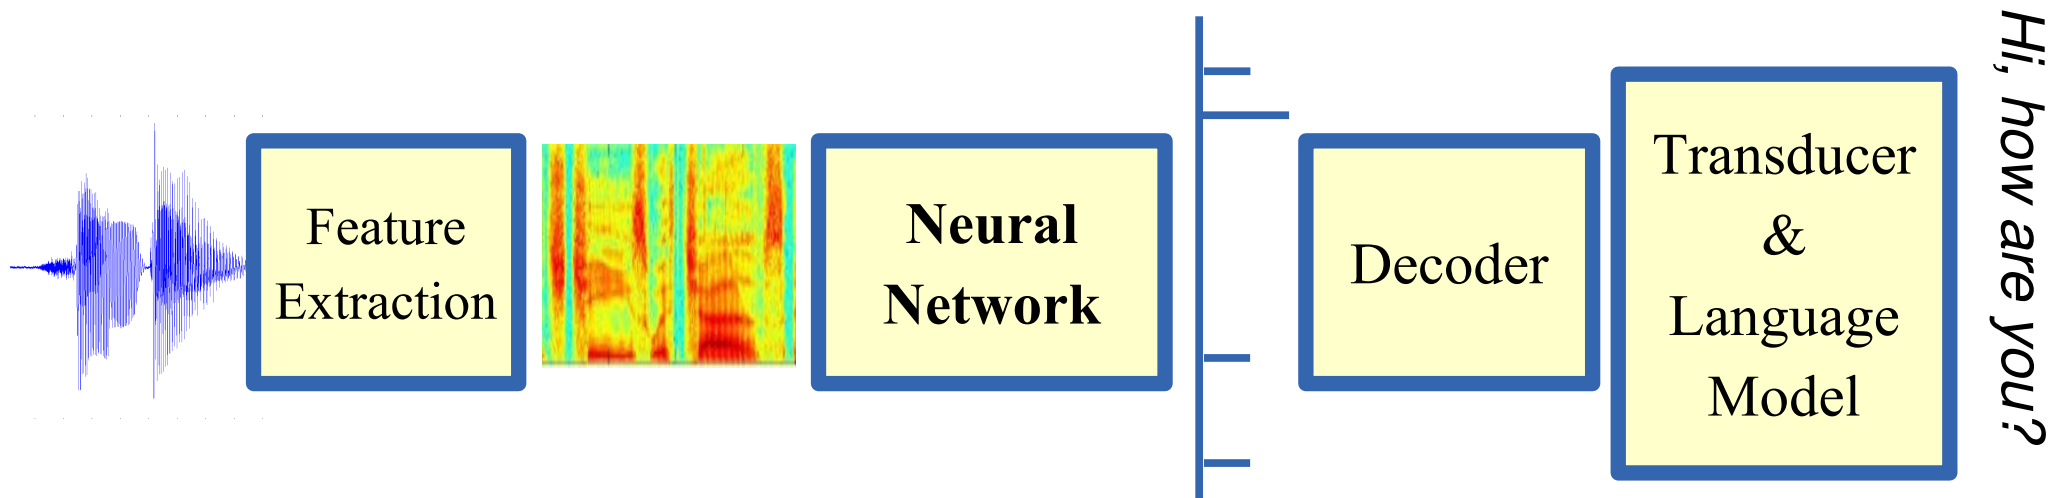 Feature
Extraction
Neural
Network
Decoder
Transducer
&
Language
Model
Hi, how are you?